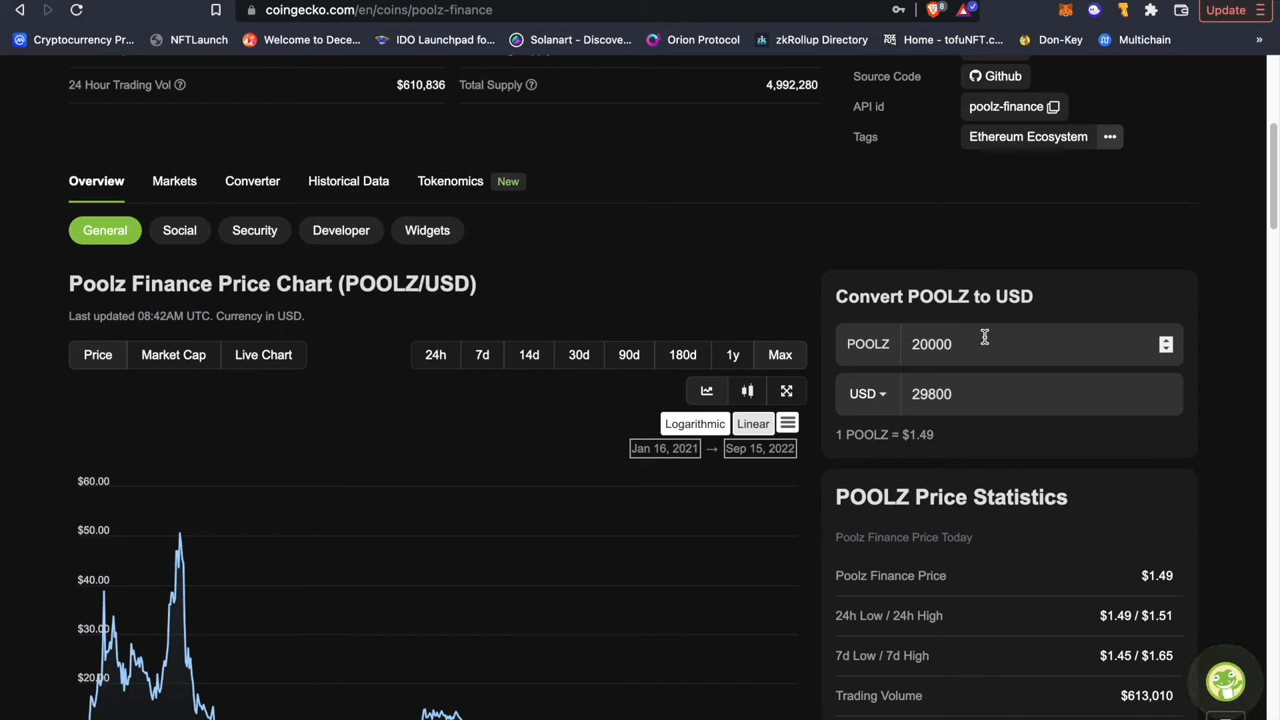 coingecko.com/en/coins/poolz-finance
8
Update
Cryptocurrency Pr...
NFTLaunch
Welcome to Dece...
IDO Launchpad fo...
Solanart - Discove...
Orion Protocol
zkRollup Directory
Home - tofuNFT.c...
Don-Key
Multichain
»
Source Code
Github
24 Hour Trading Vol
$610,836
Total Supply
4,992,280
API id
poolz-finance
Tags
Ethereum Ecosystem
Overview
Markets
Converter
Historical Data
Tokenomics
New
General
Social
Security
Developer
Widgets
Poolz Finance Price Chart (POOLZ/USD)
Last updated 08:42AM UTC. Currency in USD.
Price
Market Cap
Live Chart
24h
7d
14d
30d
90d
180d
1y
Max
Logarithmic
Linear
Jan 16, 2021 → Sep 15, 2022
$60.00
$50.00
$40.00
$30.00
$20.00
Convert POOLZ to USD
POOLZ
20000
USD
29800
1 POOLZ = $1.49
POOLZ Price Statistics
Poolz Finance Price Today
Poolz Finance Price
$1.49
24h Low / 24h High
$1.49 / $1.51
7d Low / 7d High
$1.45 / $1.65
Trading Volume
$613,010